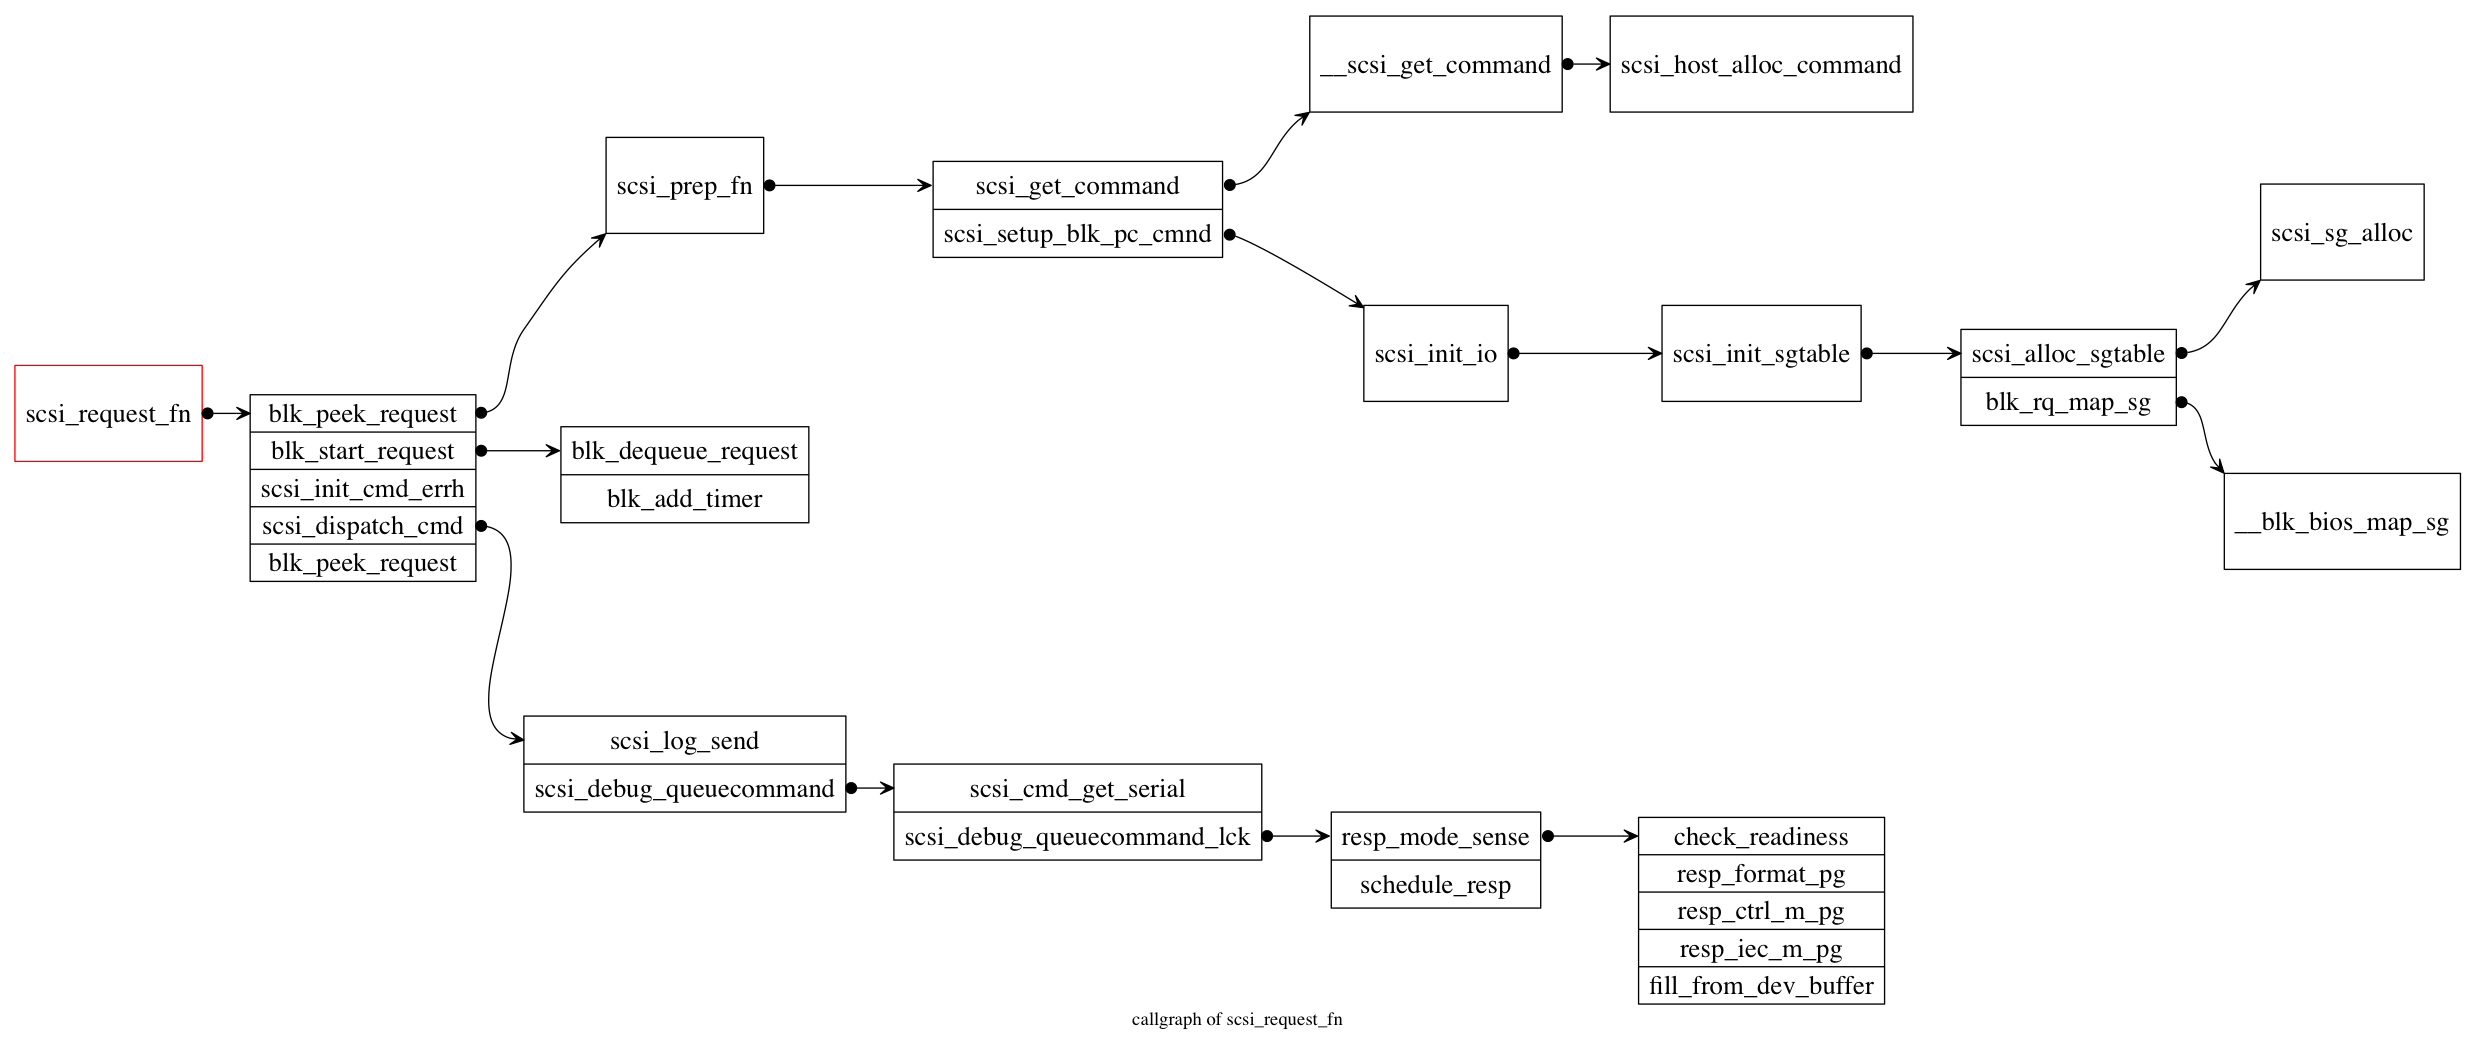 __scsi_get_command
scsi_host_alloc_command
scsi_prep_fn
scsi_get_command
scsi_setup_blk_pc_cmnd
scsi_sg_alloc
scsi_init_io
scsi_init_sgtable
scsi_alloc_sgtable
blk_rq_map_sg
__blk_bios_map_sg
scsi_request_fn
blk_peek_request
blk_start_request
scsi_init_cmd_errh
scsi_dispatch_cmd
blk_peek_request
blk_dequeue_request
blk_add_timer
scsi_log_send
scsi_debug_queuecommand
scsi_cmd_get_serial
scsi_debug_queuecommand_lck
resp_mode_sense
schedule_resp
check_readiness
resp_format_pg
resp_ctrl_m_pg
resp_iec_m_pg
fill_from_dev_buffer
callgraph of scsi_request_fn